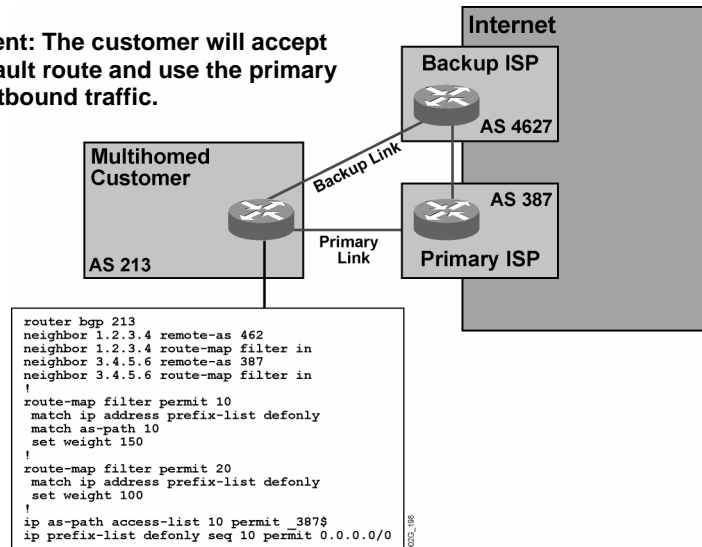 ent: The customer will accept
ault route and use the primary
tbound traffic.
Internet
Backup ISP
AS 4627
Multihomed
Customer
Backup Link
AS 387
Primary
Link
Primary ISP
AS 213
router bgp 213
neighbor 1.2.3.4 remote-as 462
neighbor 1.2.3.4 route-map filter in
neighbor 3.4.5.6 remote-as 387
neighbor 3.4.5.6 route-map filter in
!
route-map filter permit 10
match ip address prefix-list defonly
match as-path 10
set weight 150
!
route-map filter permit 20
match ip address prefix-list defonly
set weight 100
!
ip as-path access-list 10 permit _387$
ip prefix-list defonly seq 10 permit 0.0.0.0/0
02G_198